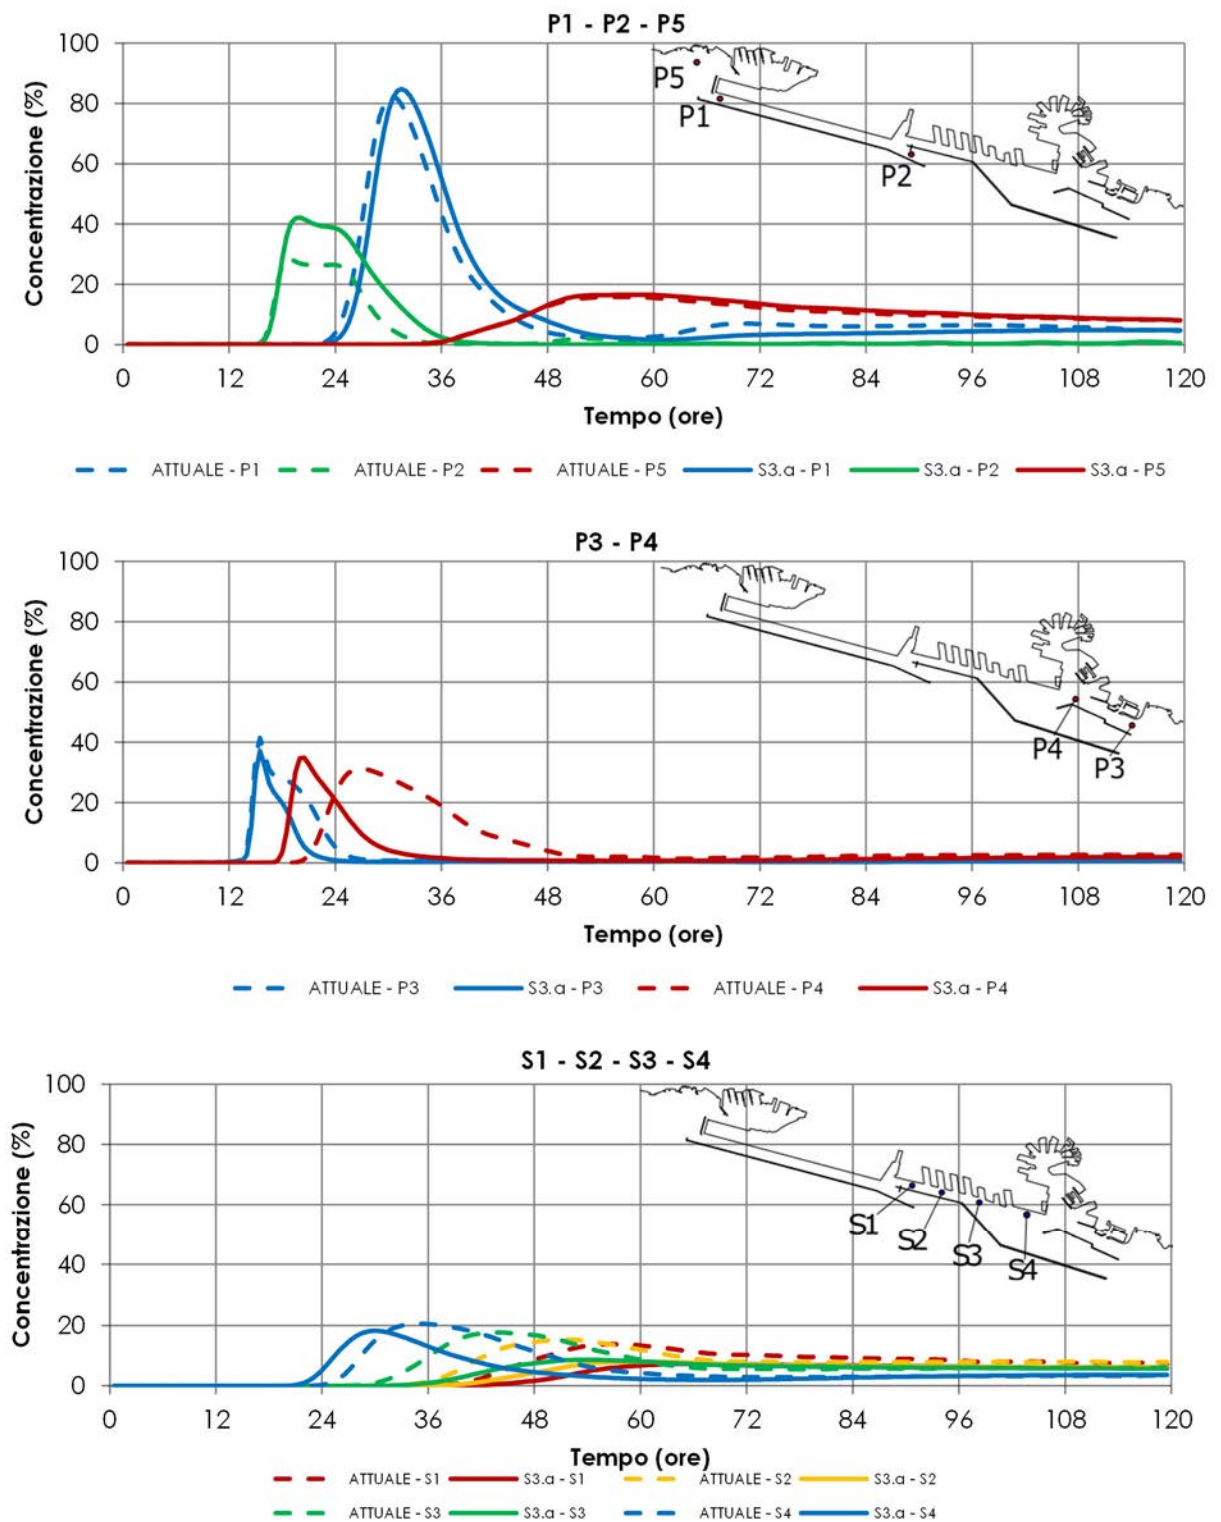 P1 - P2 - P5
100
80
60
40
20
0
Concentrazione (%)
P5
P1
P2
0 12 24 36 48 60 72 84 96 108 120
Tempo (ore)
ATTUALE - P1 ATTUALE - P2 ATTUALE - P5 S3.a - P1 S3.a - P2 S3.a - P5
P3 - P4
100
80
60
40
20
0
Concentrazione (%)
P4
P3
0 12 24 36 48 60 72 84 96 108 120
Tempo (ore)
ATTUALE - P3 S3.a - P3 ATTUALE - P4 S3.a - P4
S1 - S2 - S3 - S4
100
80
60
40
20
0
Concentrazione (%)
S1
S2
S3
S4
0 12 24 36 48 60 72 84 96 108 120
Tempo (ore)
ATTUALE - S1 S3.a - S1 ATTUALE - S2 S3.a - S2
ATTUALE - S3 S3.a - S3 ATTUALE - S4 S3.a - S4